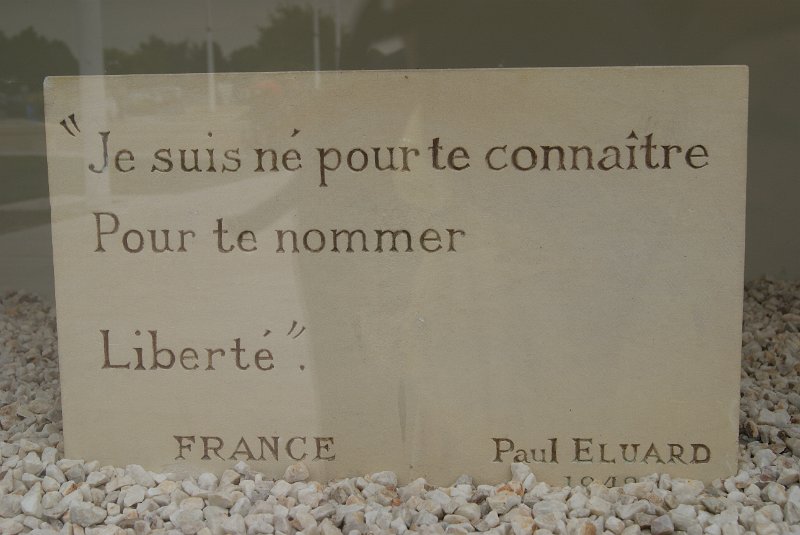 "Je suis né pour te connaître
Pour te nommer
Liberté".
FRANCE
Paul ELUARD